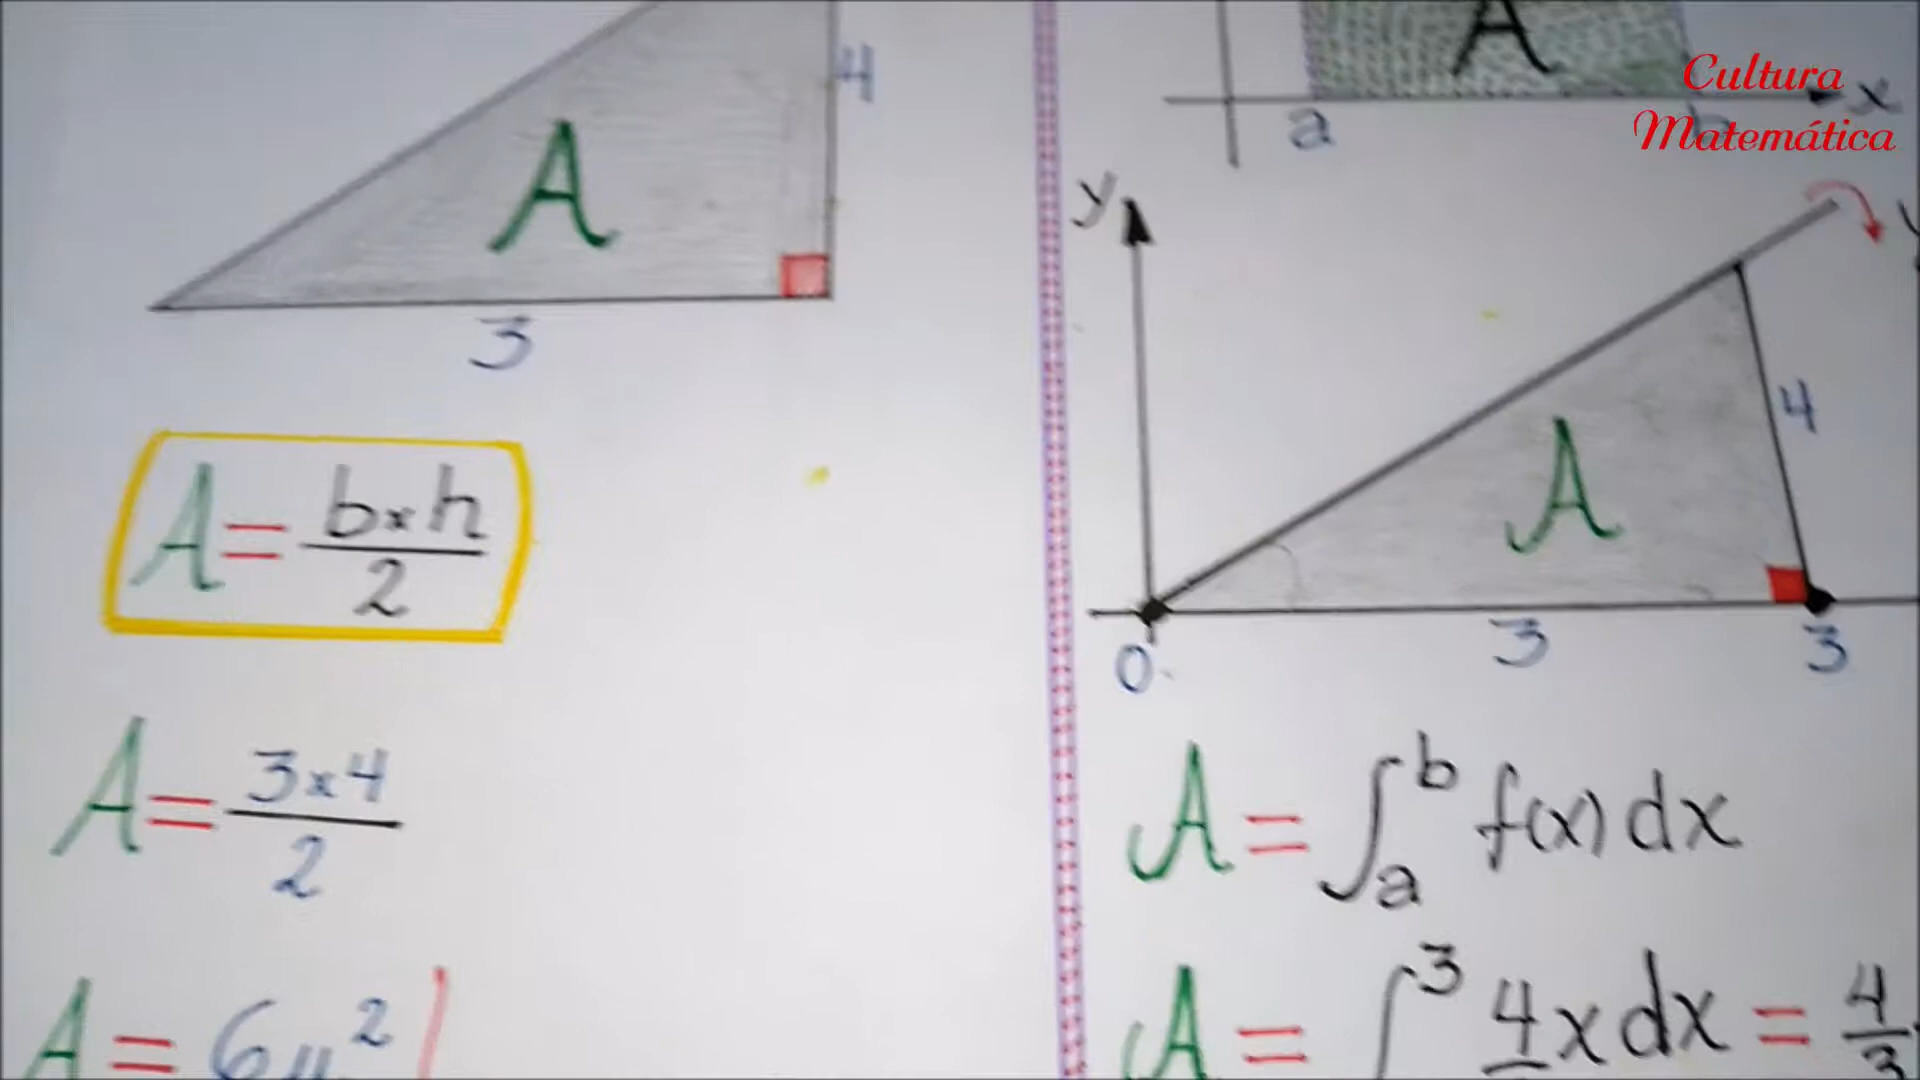 4
A
3
A = b×h / 2
A = 3×4 / 2
A = 6u²
A
a b x
Cultura
Matemática
y
4
A
0 3 3
A = ∫ₐᵇ f(x) dx
A = ∫³ 4x dx = 4/3